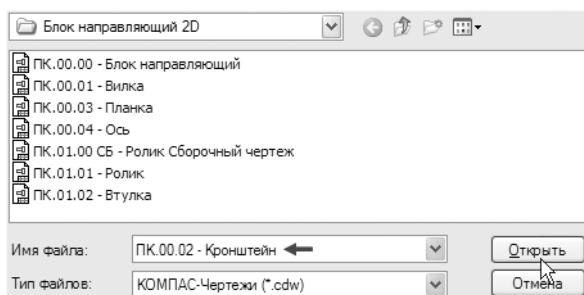 Блок направляющий 2D
ПК.00.00 - Блок направляющий
ПК.00.01 - Вилка
ПК.00.03 - Планка
ПК.00.04 - Ось
ПК.01.00 СБ - Ролик Сборочный чертеж
ПК.01.01 - Ролик
ПК.01.02 - Втулка
Имя файла: ПК.00.02 - Кронштейн Открыть
Тип файлов: КОМПАС-Чертежи (*.cdw) Отмена